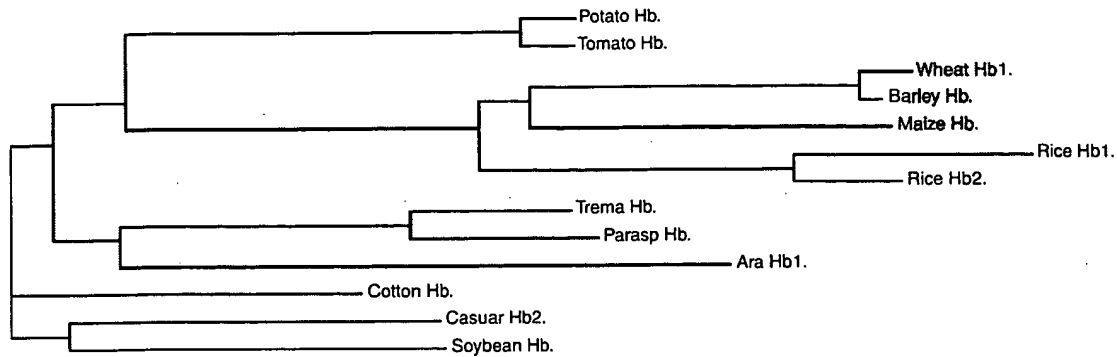 Potato Hb.
Tomato Hb.
Wheat Hb1.
Barley Hb.
Maize Hb.
Rice Hb1.
Rice Hb2.
Trema Hb.
Parasp Hb.
Ara Hb1.
Cotton Hb.
Casuar Hb2.
Soybean Hb.